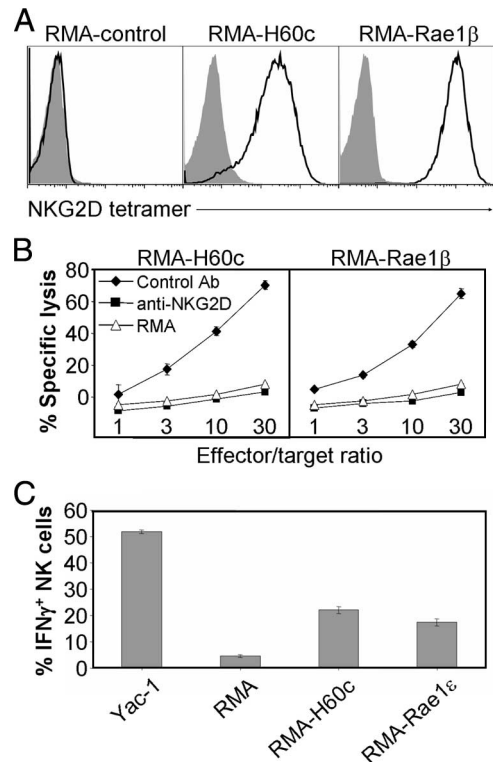 A
RMA-control RMA-H60c RMA-Rae1β
NKG2D tetramer
B
RMA-H60c RMA-Rae1β
80
60
40
20
0
% Specific lysis
Control Ab
anti-NKG2D
RMA
1 3 10 30 1 3 10 30
Effector/target ratio
C
60
50
40
30
20
10
0
% IFNγ+ NK cells
Yac-1
RMA
RMA-H60c
RMA-Rae1ε